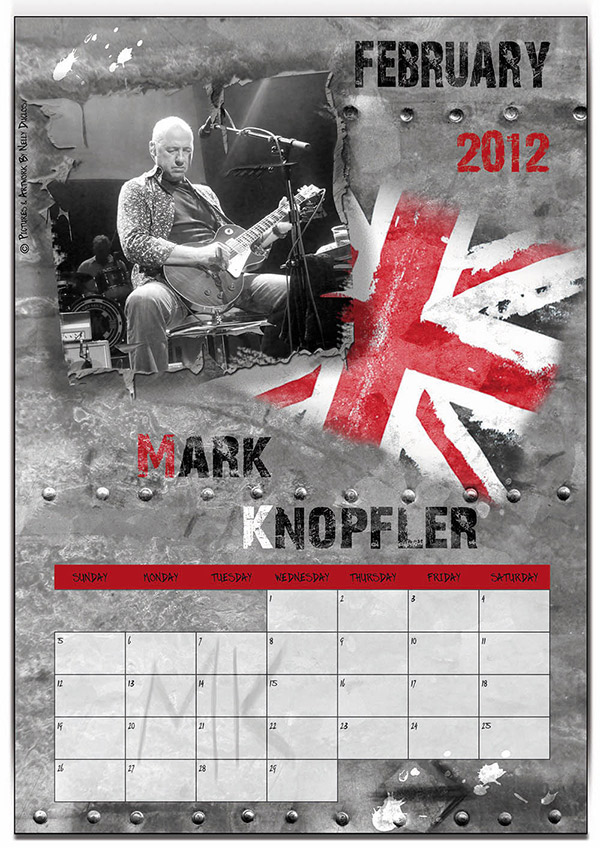 FEBRUARY
2012
© PICTURES & ARTWORK BY NELLY DUCLOS
MARK
KNOPFLER
SUNDAY MONDAY TUESDAY WEDNESDAY THURSDAY FRIDAY SATURDAY
1 2 3 4
5 6 7 8 9 10 11
12 13 14 15 16 17 18
19 20 21 22 23 24 25
26 27 28 29
MK